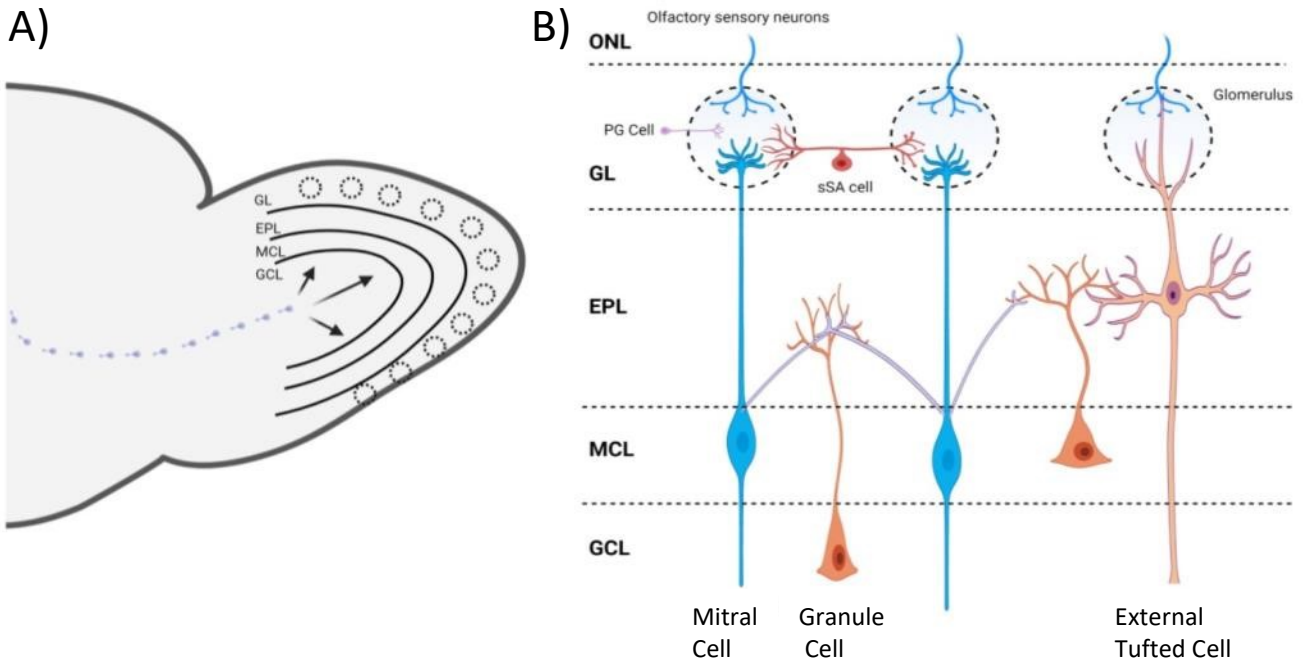 A)
GL
EPL
MCL
GCL
B)
Olfactory sensory neurons
ONL
Glomerulus
PG Cell
GL
sSA cell
EPL
MCL
GCL
Mitral
Cell
Granule
Cell
External
Tufted Cell